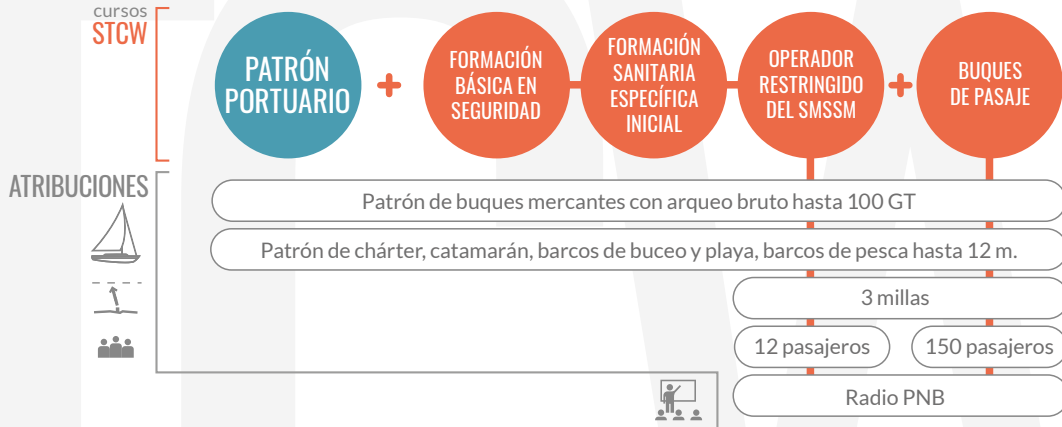 cursos
STCW
PATRÓN
PORTUARIO
+
FORMACIÓN
BÁSICA EN
SEGURIDAD
FORMACIÓN
SANITARIA
ESPECÍFICA
INICIAL
OPERADOR
RESTRINGIDO
DEL SMSSM
+
BUQUES
DE PASAJE
ATRIBUCIONES
Patrón de buques mercantes con arqueo bruto hasta 100 GT
Patrón de chárter, catamarán, barcos de buceo y playa, barcos de pesca hasta 12 m.
3 millas
12 pasajeros
150 pasajeros
Radio PNB